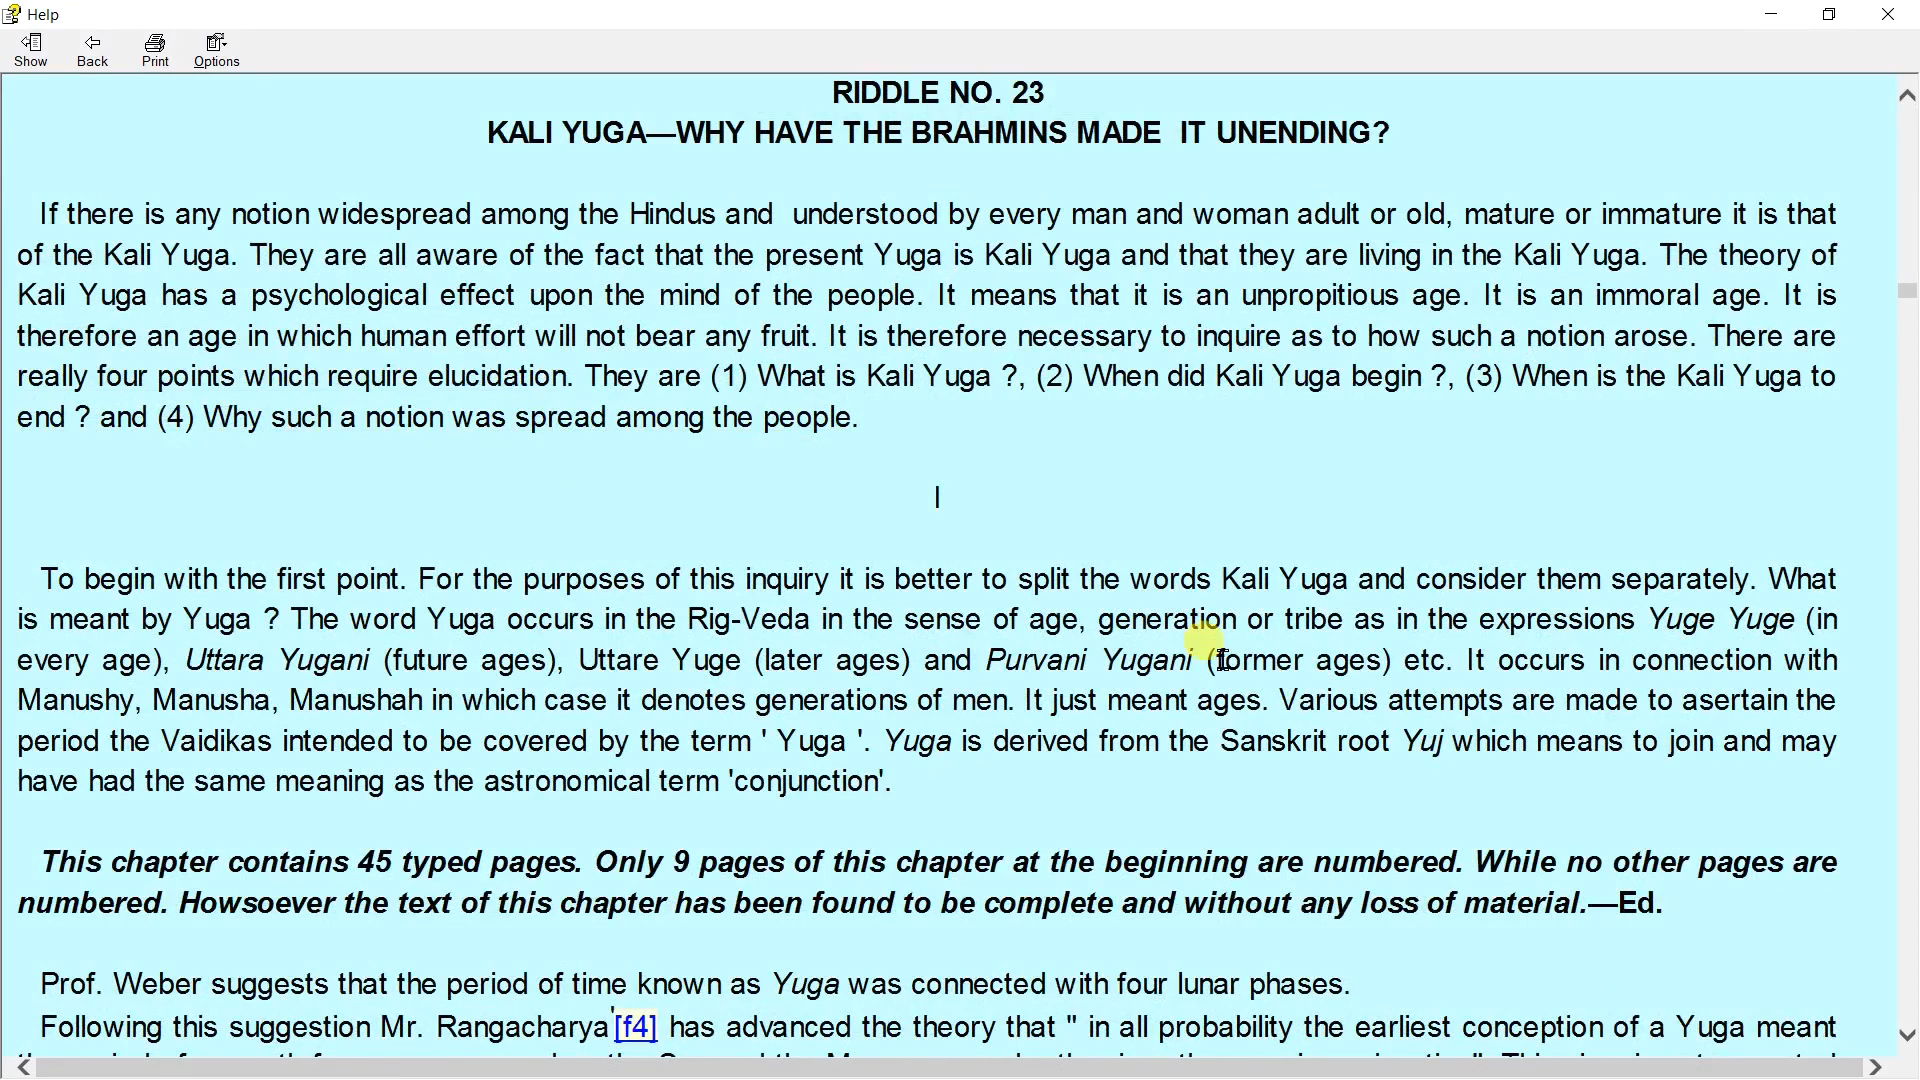 Help
Show Back Print Options
RIDDLE NO. 23
KALI YUGA—WHY HAVE THE BRAHMINS MADE IT UNENDING?
If there is any notion widespread among the Hindus and understood by every man and woman adult or old, mature or immature it is that
of the Kali Yuga. They are all aware of the fact that the present Yuga is Kali Yuga and that they are living in the Kali Yuga. The theory of
Kali Yuga has a psychological effect upon the mind of the people. It means that it is an unpropitious age. It is an immoral age. It is
therefore an age in which human effort will not bear any fruit. It is therefore necessary to inquire as to how such a notion arose. There are
really four points which require elucidation. They are (1) What is Kali Yuga ?, (2) When did Kali Yuga begin ?, (3) When is the Kali Yuga to
end ? and (4) Why such a notion was spread among the people.
I
To begin with the first point. For the purposes of this inquiry it is better to split the words Kali Yuga and consider them separately. What
is meant by Yuga ? The word Yuga occurs in the Rig-Veda in the sense of age, generation or tribe as in the expressions Yuge Yuge (in
every age), Uttara Yugani (future ages), Uttare Yuge (later ages) and Purvani Yugani (former ages) etc. It occurs in connection with
Manushy, Manusha, Manushah in which case it denotes generations of men. It just meant ages. Various attempts are made to asertain the
period the Vaidikas intended to be covered by the term ' Yuga '. Yuga is derived from the Sanskrit root Yuj which means to join and may
have had the same meaning as the astronomical term 'conjunction'.
This chapter contains 45 typed pages. Only 9 pages of this chapter at the beginning are numbered. While no other pages are
numbered. Howsoever the text of this chapter has been found to be complete and without any loss of material.—Ed.
Prof. Weber suggests that the period of time known as Yuga was connected with four lunar phases.
Following this suggestion Mr. Rangacharya'[f4] has advanced the theory that " in all probability the earliest conception of a Yuga meant